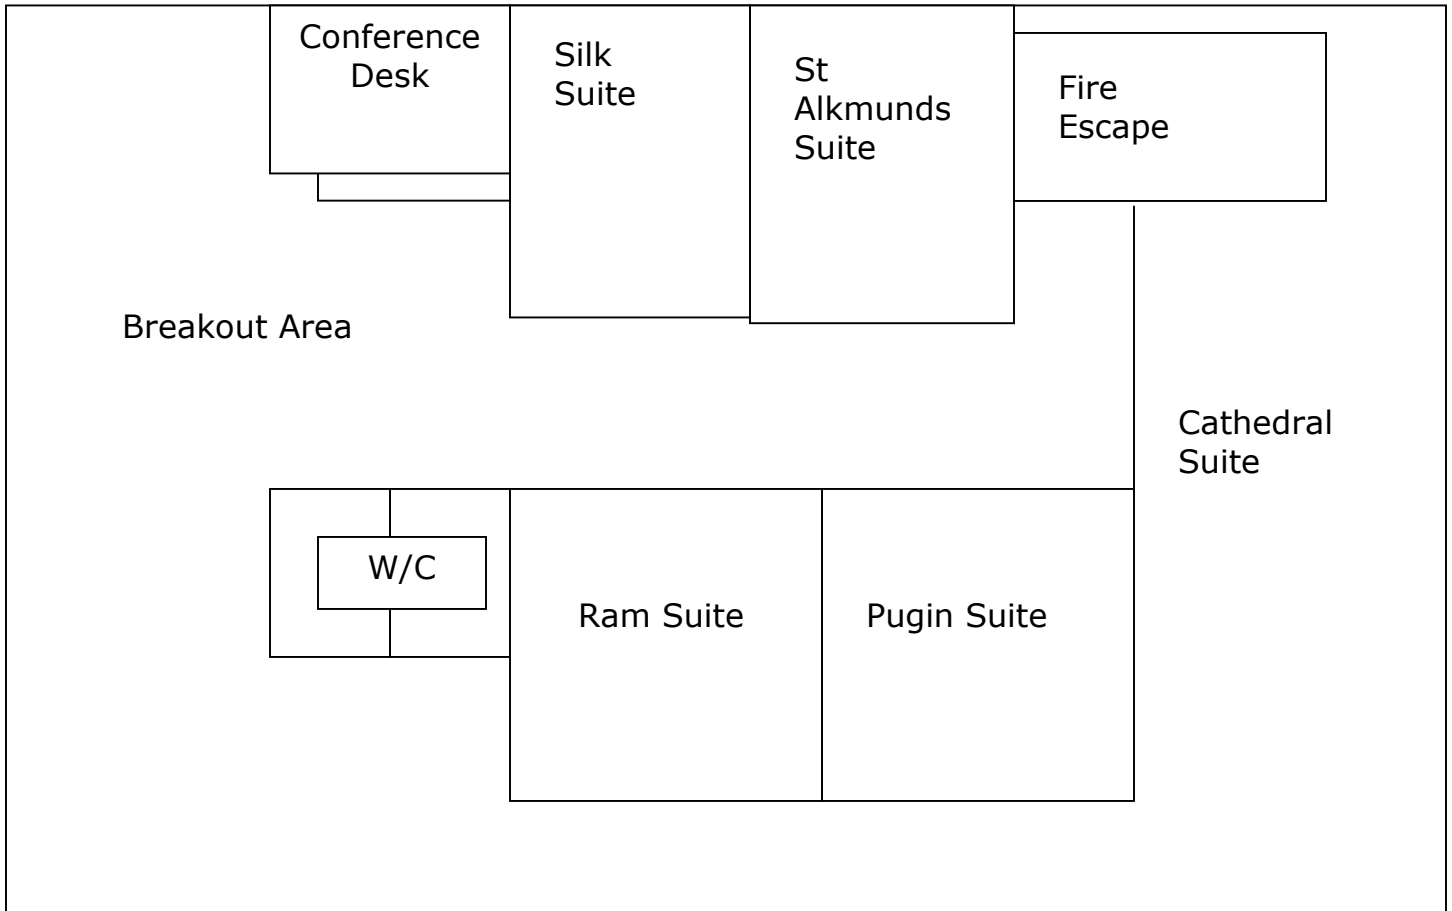 Conference
Desk
Silk
Suite
St
Alkmunds
Suite
Fire
Escape
Breakout Area
Cathedral
Suite
W/C
Ram Suite
Pugin Suite